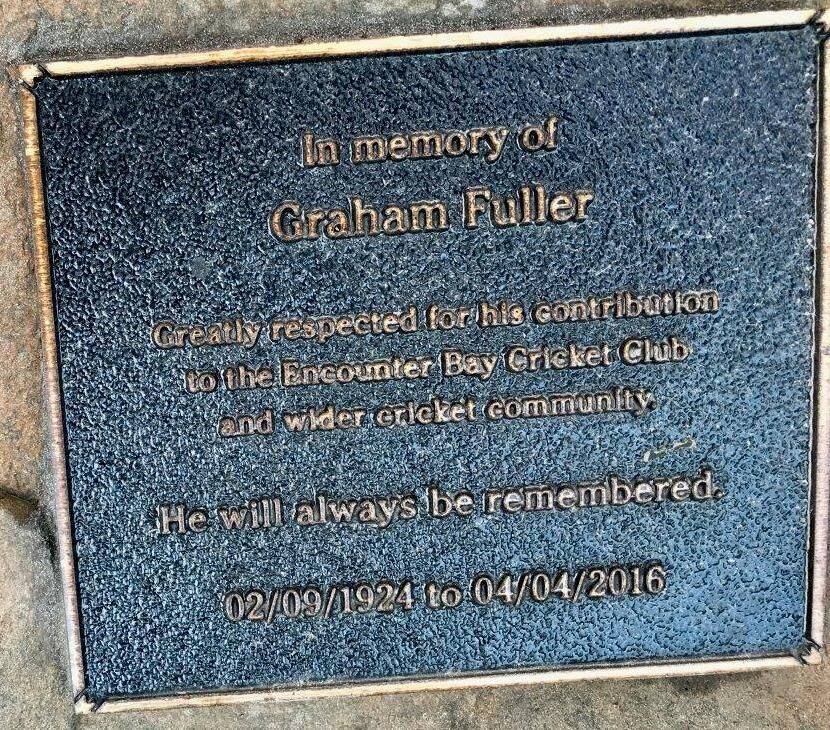 In memory of
Graham Fuller
Greatly respected for his contribution
to the Encounter Bay Cricket Club
and wider cricket community.
He will always be remembered.
02/09/1924 to 04/04/2016